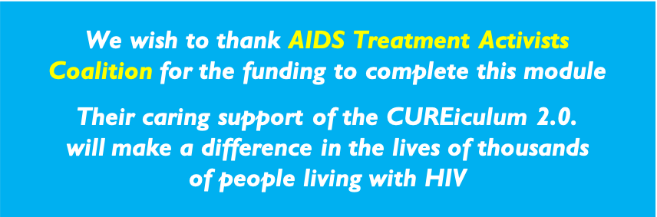 We wish to thank AIDS Treatment Activists
Coalition for the funding to complete this module
Their caring support of the CUREiculum 2.0.
will make a difference in the lives of thousands
of people living with HIV